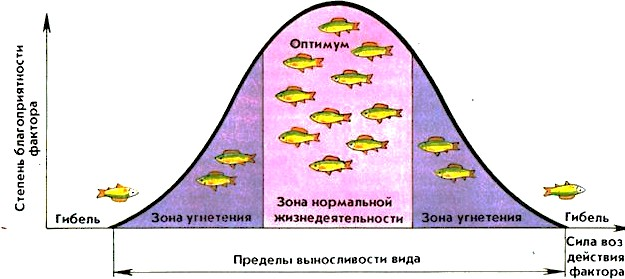 Степень благоприятности
фактора
Оптимум
Гибель
Зона угнетения
Зона нормальной
жизнедеятельности
Зона угнетения
Гибель
Пределы выносливости вида
Сила воз
действия
фактора